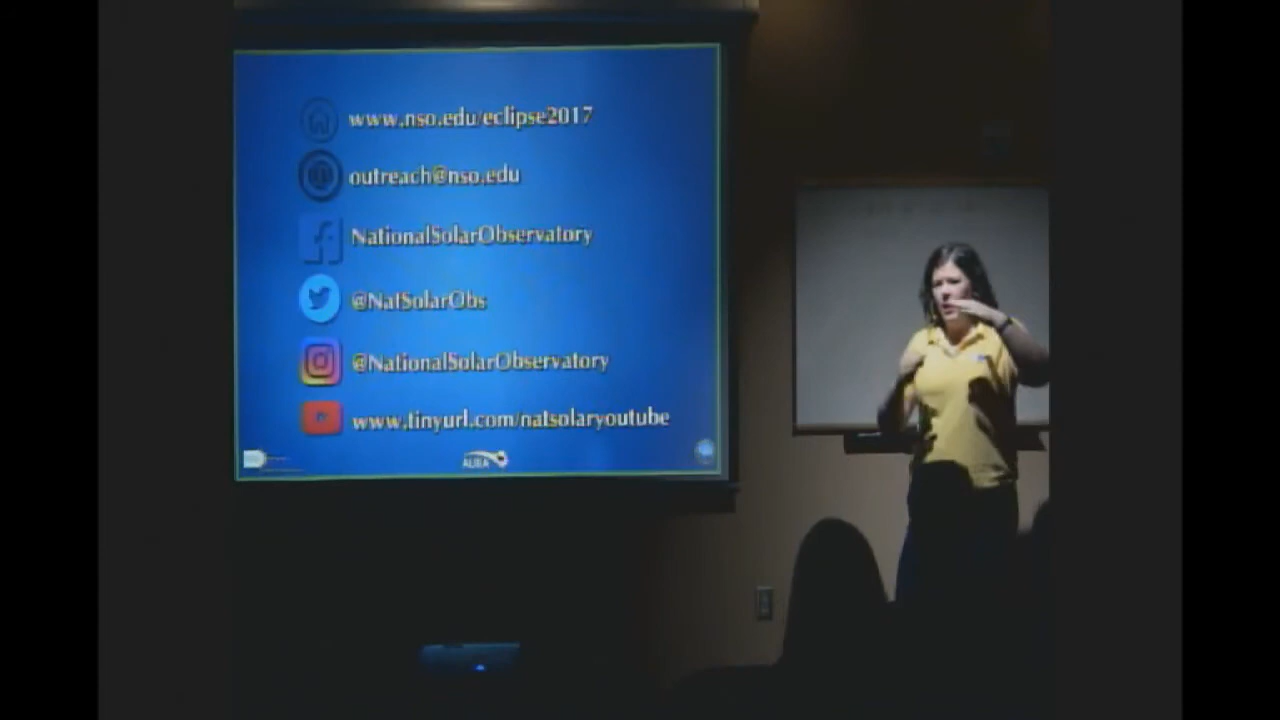 www.nso.edu/eclipse2017
outreach@nso.edu
NationalSolarObservatory
@NatSolarObs
@NationalSolarObservatory
www.tinyurl.com/natsolaryoutube
AURA